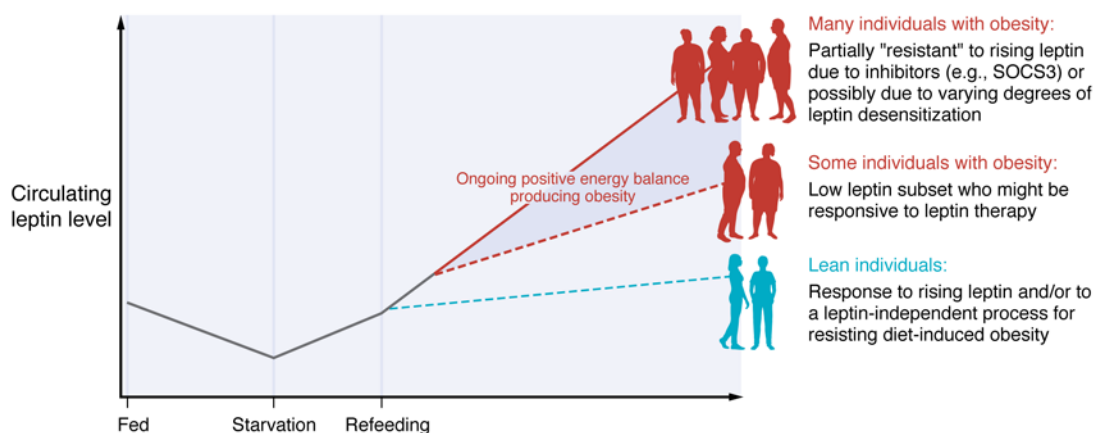 Many individuals with obesity:
Partially "resistant" to rising leptin
due to inhibitors (e.g., SOCS3) or
possibly due to varying degrees of
leptin desensitization
Some individuals with obesity:
Low leptin subset who might be
responsive to leptin therapy
Lean individuals:
Response to rising leptin and/or to
a leptin-independent process for
resisting diet-induced obesity
Ongoing positive energy balance
producing obesity
Circulating
leptin level
Fed
Starvation
Refeeding